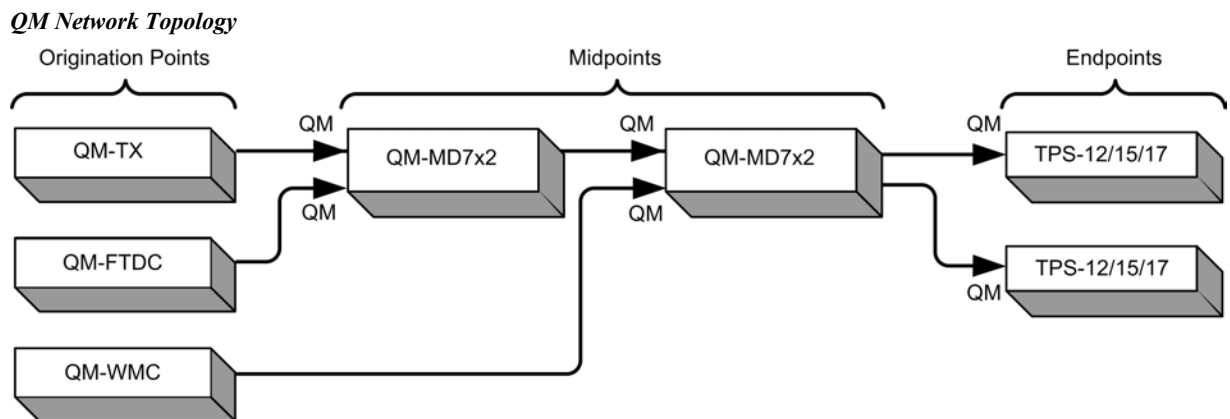 QM Network Topology
Origination Points
Midpoints
Endpoints
QM-TX
QM
QM-MD7x2
QM
QM-MD7x2
QM
TPS-12/15/17
QM
QM
QM-FTDC
TPS-12/15/17
QM
QM-WMC